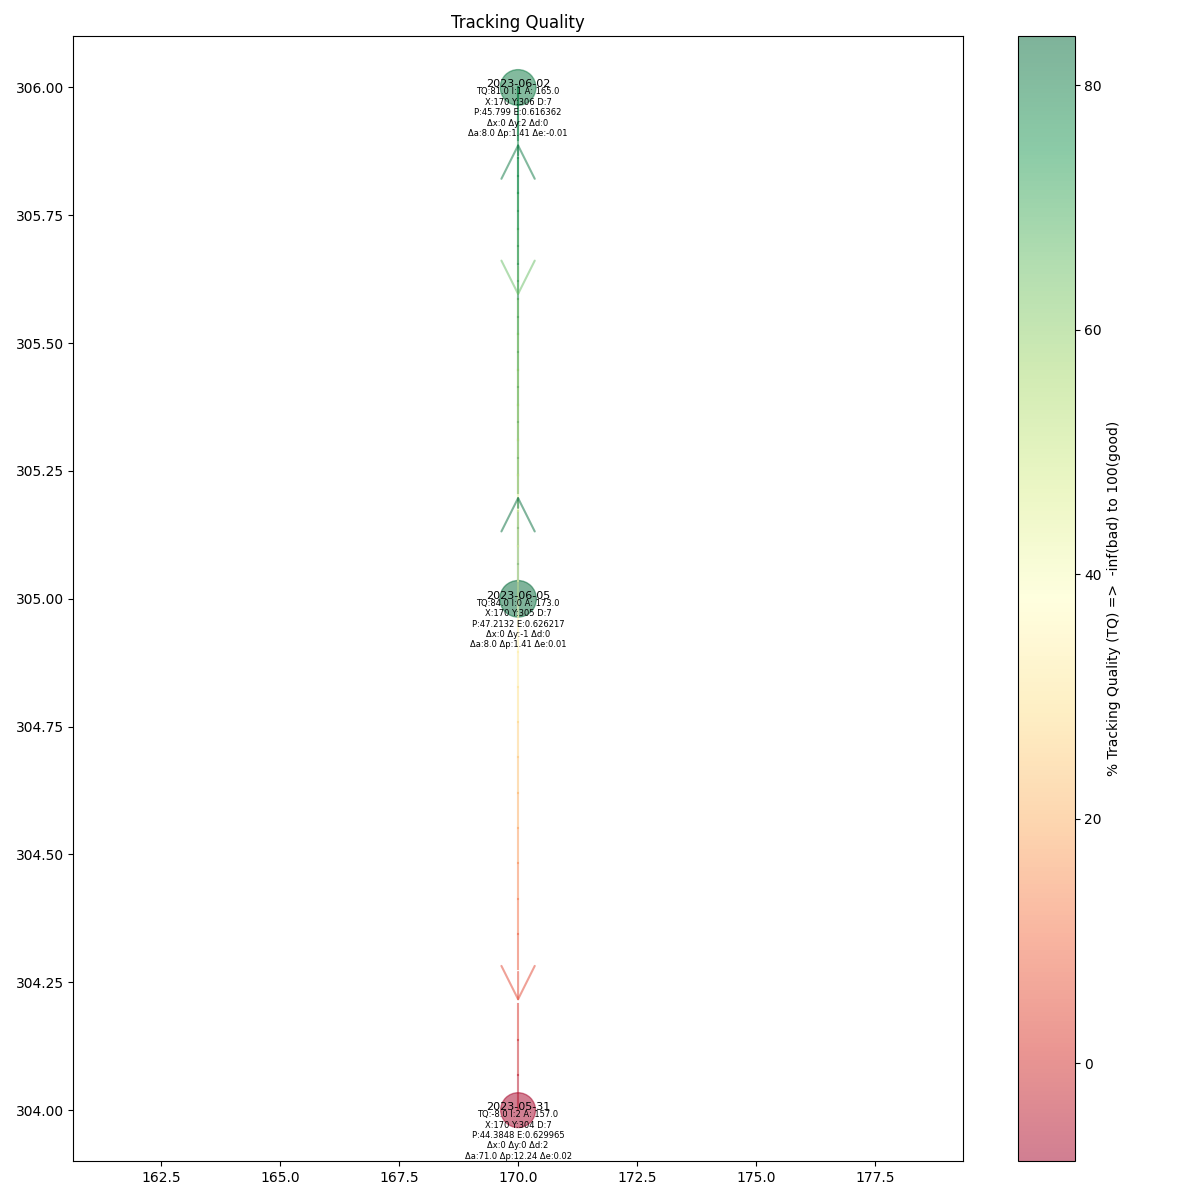 Tracking Quality
306.00
305.75
305.50
305.25
305.00
304.75
304.50
304.25
304.00
2023-06-02
TQ:81.0 I:1 A: 165.0
X:170 Y:306 D:7
P:45.799 E:0.616362
Δx:0 Δy:2 Δd:0
Δa:8.0 Δp:1.41 Δe:-0.01
2023-06-05
TQ:84.0 I:0 A: 173.0
X:170 Y:305 D:7
P:47.2132 E:0.626217
Δx:0 Δy:-1 Δd:0
Δa:8.0 Δp:1.41 Δe:0.01
2023-05-31
TQ:-8.0 I:2 A: 157.0
X:170 Y:304 D:7
P:44.3848 E:0.629965
Δx:0 Δy:0 Δd:2
Δa:71.0 Δp:12.24 Δe:0.02
162.5 165.0 167.5 170.0 172.5 175.0 177.5
80
60
40
20
0
% Tracking Quality (TQ) => -inf(bad) to 100(good)